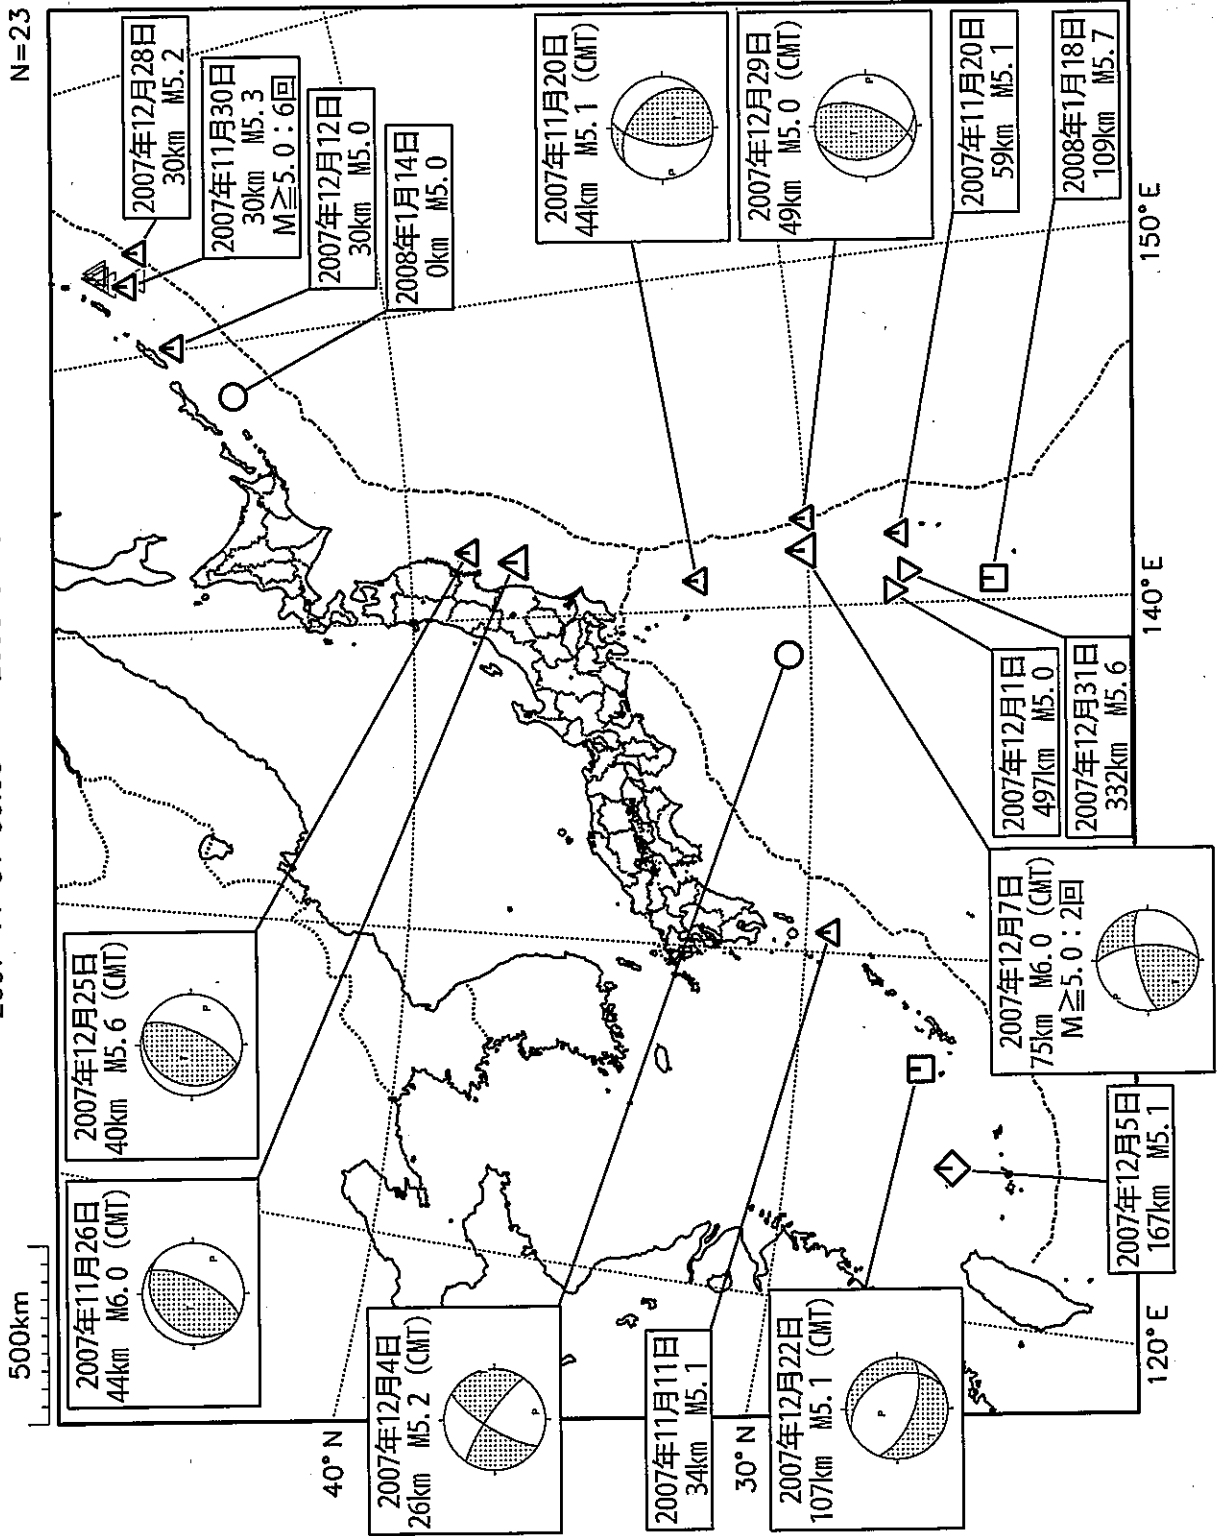 500km
N=23
2007年11月26日
44km M6.0 (CMT)
2007年12月25日
40km M5.6 (CMT)
2007年12月4日
26km M5.2 (CMT)
2007年11月11日
34km M5.1
2007年12月22日
107km M5.1 (CMT)
2007年12月5日
167km M5.1
2007年12月7日
75km M6.0 (CMT)
M≧5.0:2回
2007年12月1日
497km M5.0
2007年12月31日
332km M5.6
2007年12月28日
30km M5.2
2007年11月30日
30km M5.3
M≧5.0:6回
2007年12月12日
30km M5.0
2008年1月14日
0km M5.0
2007年11月20日
44km M5.1 (CMT)
2007年12月29日
49km M5.0 (CMT)
2007年11月20日
59km M5.1
2008年1月18日
109km M5.7
40°N
30°N
120°E
140°E
150°E